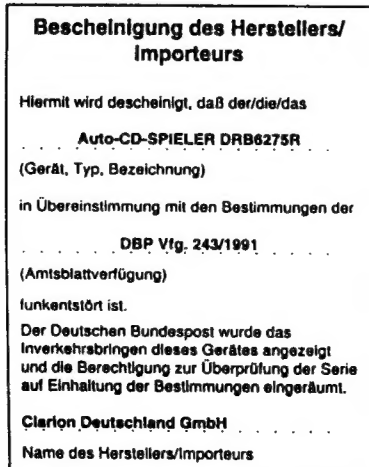 Bescheinigung des Herstellers/
Importeurs
Hiermit wird descheinigt, daß der/die/das
Auto-CD-SPIELER DRB6275R
(Gerät, Typ, Bezeichnung)
in Übereinstimmung mit den Bestimmungen der
DBP Vfg. 243/1991
(Amtsblattverfügung)
funkentstört ist.
Der Deutschen Bundespost wurde das
Inverkehrsbringen dieses Gerätes angezeigt
und die Berechtigung zur Überprüfung der Serie
auf Einhaltung der Bestimmungen eingeräumt.
Clarion Deutschland GmbH
Name des Herstellers/Importeurs